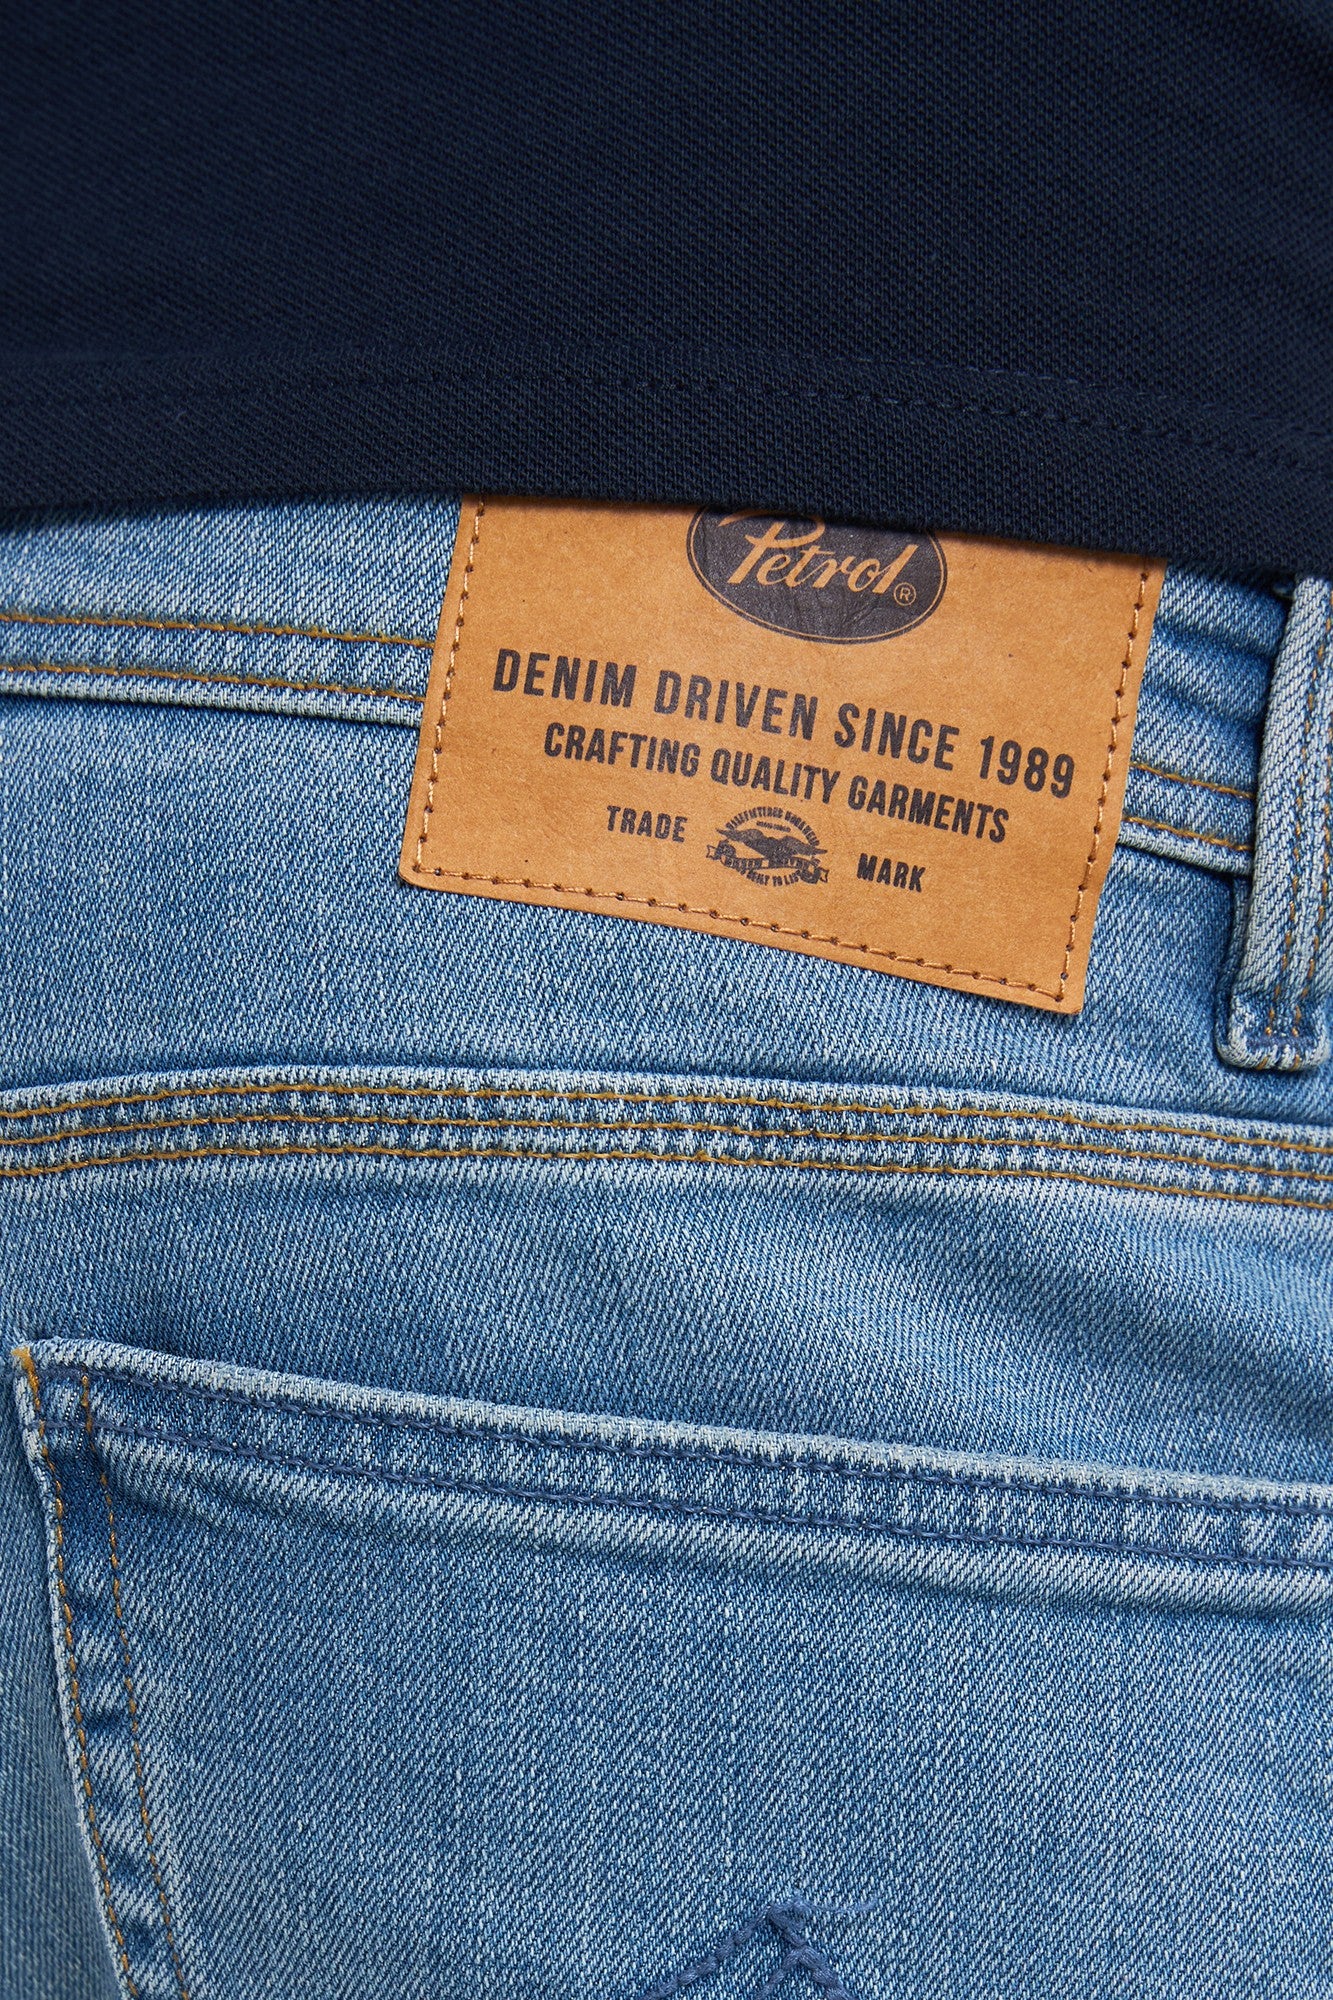 Petrol®
DENIM DRIVEN SINCE 1989
CRAFTING QUALITY GARMENTS
TRADE MARK